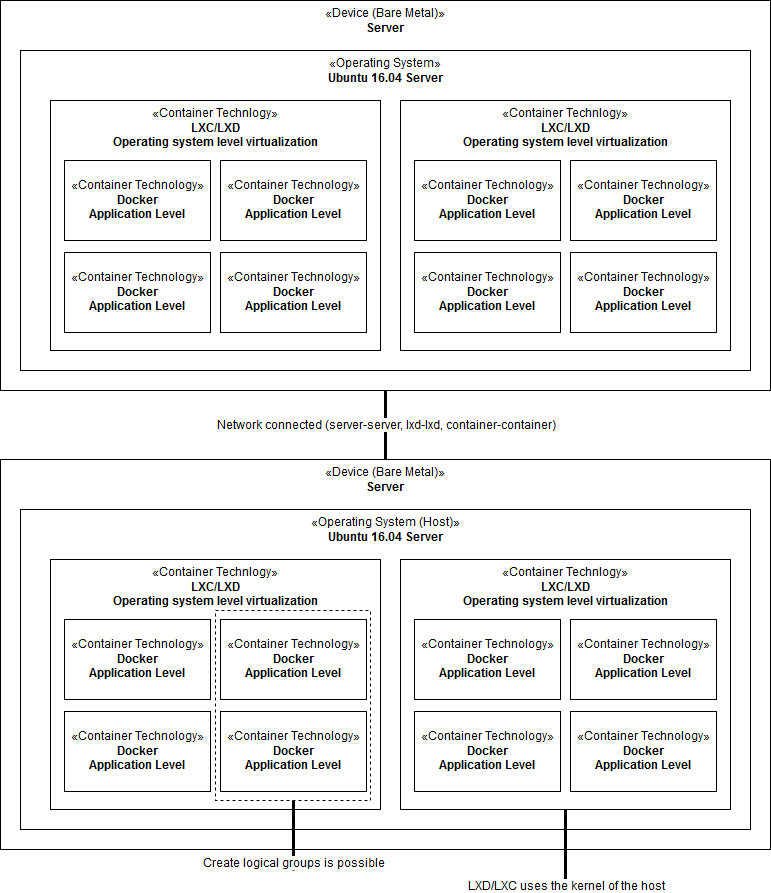 «Device (Bare Metal)»
Server
«Operating System»
Ubuntu 16.04 Server
«Container Technlogy»
LXC/LXD
Operating system level virtualization
«Container Technology»
Docker
Application Level
«Container Technology»
Docker
Application Level
«Container Technology»
Docker
Application Level
«Container Technology»
Docker
Application Level
«Container Technlogy»
LXC/LXD
Operating system level virtualization
«Container Technology»
Docker
Application Level
«Container Technology»
Docker
Application Level
«Container Technology»
Docker
Application Level
«Container Technology»
Docker
Application Level
Network connected (server-server, lxd-lxd, container-container)
«Device (Bare Metal)»
Server
«Operating System (Host)»
Ubuntu 16.04 Server
«Container Technlogy»
LXC/LXD
Operating system level virtualization
«Container Technology»
Docker
Application Level
«Container Technology»
Docker
Application Level
«Container Technology»
Docker
Application Level
«Container Technology»
Docker
Application Level
«Container Technlogy»
LXC/LXD
Operating system level virtualization
«Container Technology»
Docker
Application Level
«Container Technology»
Docker
Application Level
«Container Technology»
Docker
Application Level
«Container Technology»
Docker
Application Level
Create logical groups is possible
LXD/LXC uses the kernel of the host